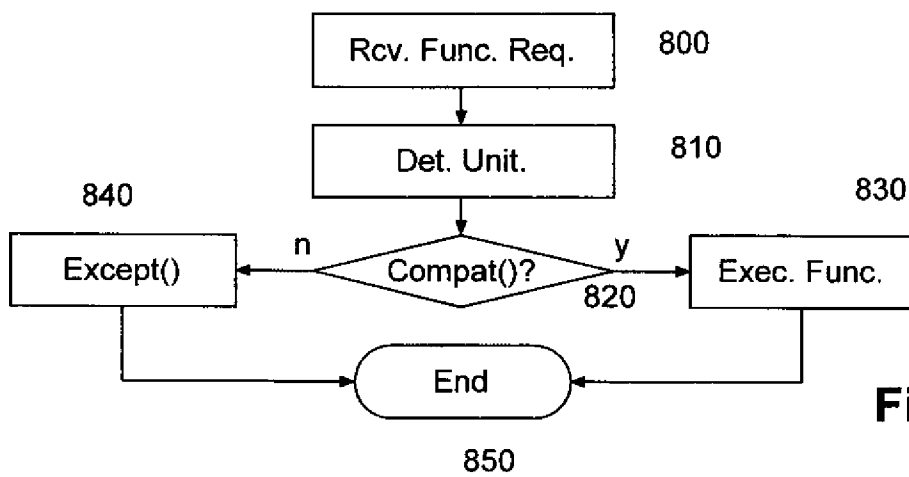 Rcv. Func. Req.
800
Det. Unit.
810
840
830
n
y
Except()
Compat()?
Exec. Func.
820
End
850